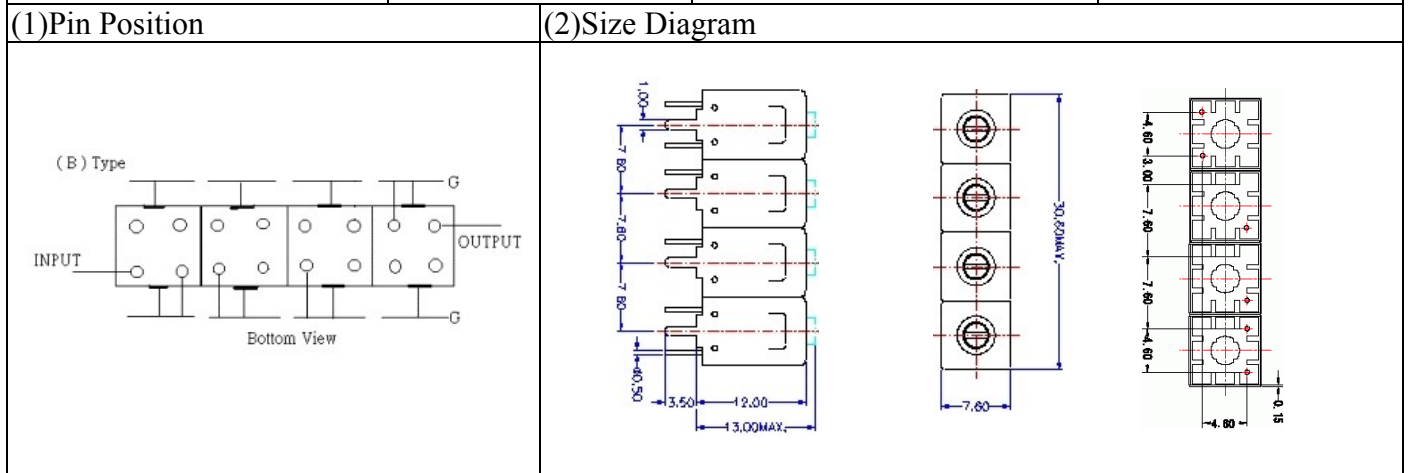 (1)Pin Position
(2)Size Diagram
(B) Type
G
INPUT
OUTPUT
G
Bottom View
1.00
7.60
7.60
7.60
Φ0.50
3.50
12.00
13.00MAX.
30.60MAX.
7.60
4.60
3.00
7.60
7.60
4.60
4.60
0.15